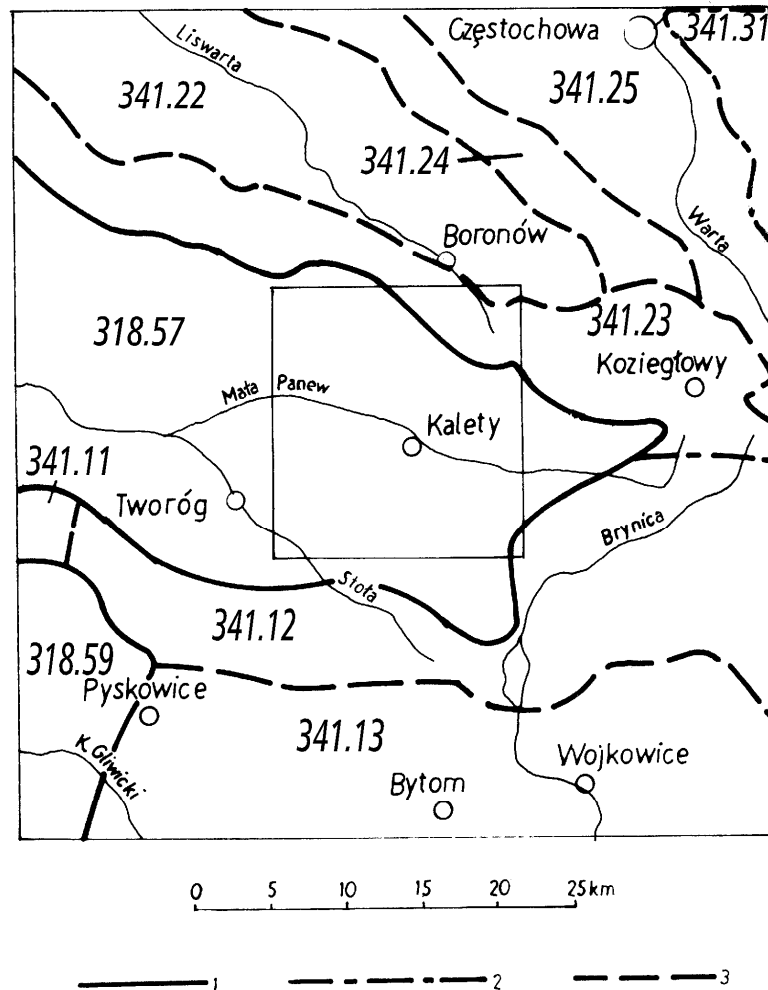 Częstochowa
341.31
Liswarta
341.22
341.25
341.24
Warta
Boronów
341.23
318.57
Koziegłowy
Mała Panew
Kalety
341.11
Tworóg
Brynica
Stoła
341.12
318.59
Pyskowice
341.13
K. Gliwicki
Wojkowice
Bytom
0 5 10 15 20 25 km
1 2 3